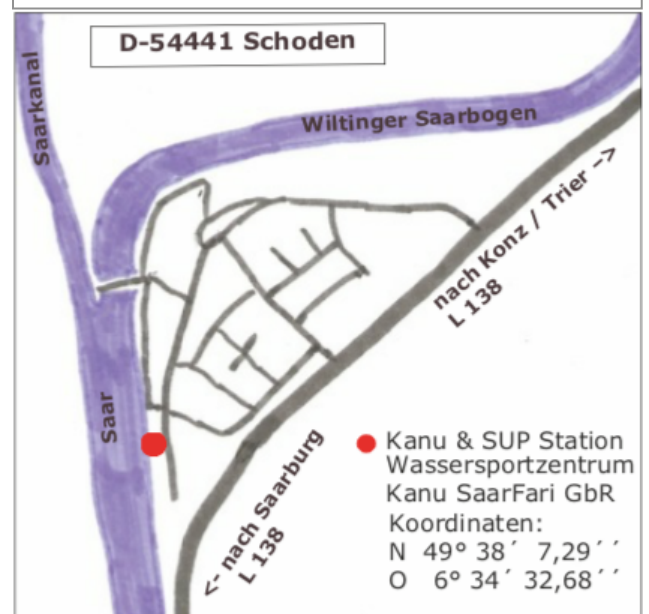 D-54441 Schoden
Saarkanal
Wiltinger Saarbogen
nach Konz / Trier ->
L 138
Saar
<- nach Saarburg
L 138
Kanu & SUP Station
Wassersportzentrum
Kanu SaarFari GbR
Koordinaten:
N 49° 38´ 7,29´´
O 6° 34´ 32,68´´